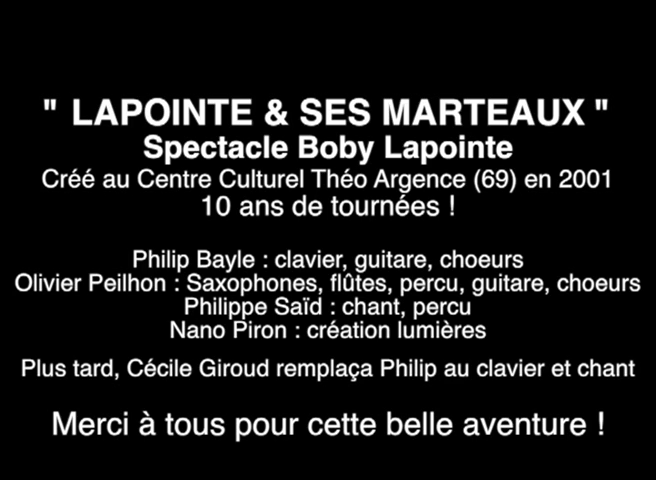 " LAPOINTE & SES MARTEAUX "
Spectacle Boby Lapointe
Créé au Centre Culturel Théo Argence (69) en 2001
10 ans de tournées !
Philip Bayle : clavier, guitare, choeurs
Olivier Peilhon : Saxophones, flûtes, percu, guitare, choeurs
Philippe Saïd : chant, percu
Nano Piron : création lumières
Plus tard, Cécile Giroud remplaça Philip au clavier et chant
Merci à tous pour cette belle aventure !